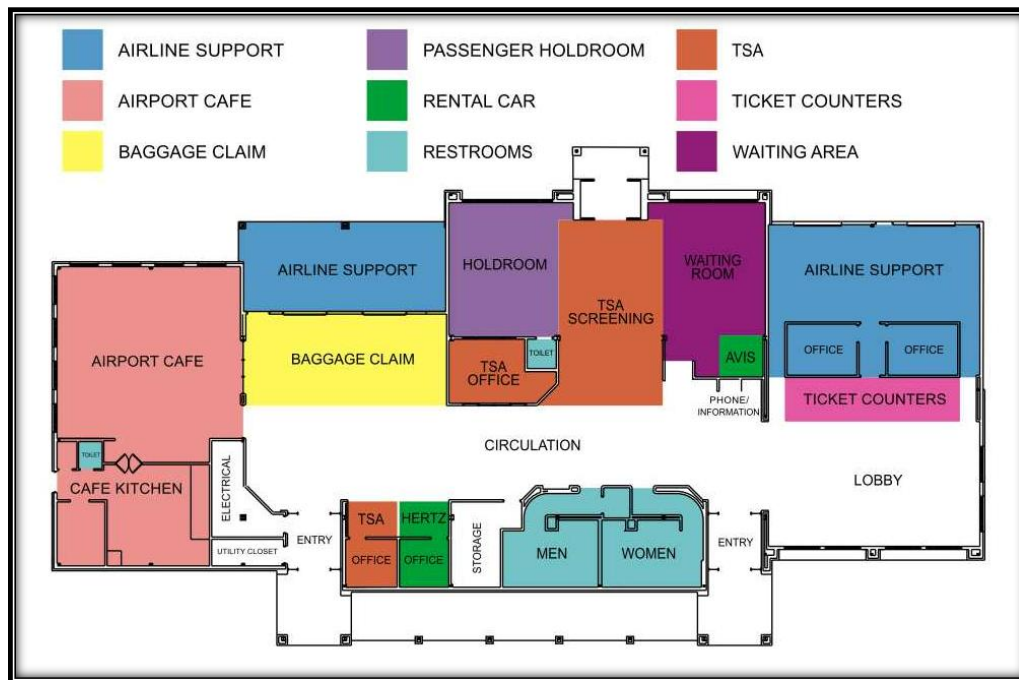 AIRLINE SUPPORT
PASSENGER HOLDROOM
TSA
AIRPORT CAFE
RENTAL CAR
TICKET COUNTERS
BAGGAGE CLAIM
RESTROOMS
WAITING AREA
AIRLINE SUPPORT
HOLDROOM
WAITING
ROOM
AIRLINE SUPPORT
TSA
SCREENING
AIRPORT CAFE
BAGGAGE CLAIM
TSA
OFFICE
TOILET
AVIS
OFFICE
OFFICE
PHONE/
INFORMATION
TICKET COUNTERS
CIRCULATION
LOBBY
TOILET
CAFE KITCHEN
ELECTRICAL
UTILITY CLOSET
ENTRY
TSA
OFFICE
HERTZ
OFFICE
STORAGE
MEN
WOMEN
ENTRY